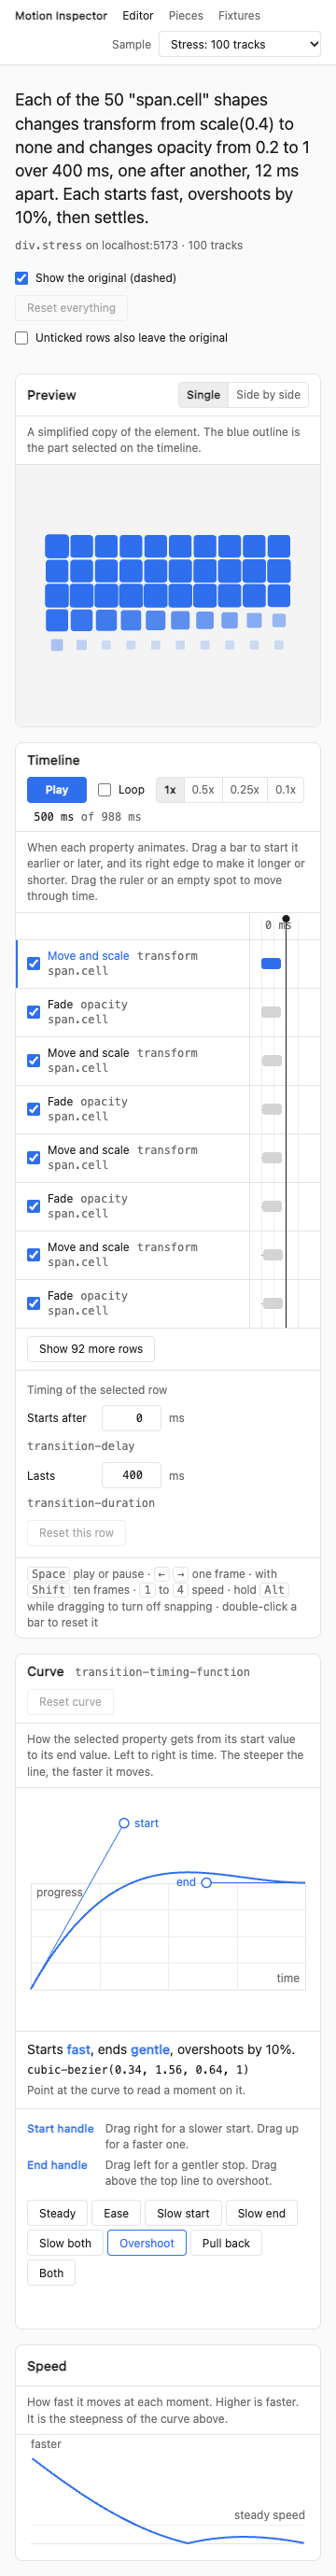 Motion Inspector Editor Pieces Fixtures
Sample Stress: 100 tracks
Each of the 50 "span.cell" shapes
changes transform from scale(0.4) to
none and changes opacity from 0.2 to 1
over 400 ms, one after another, 12 ms
apart. Each starts fast, overshoots by
10%, then settles.
div.stress on localhost:5173 · 100 tracks
Show the original (dashed)
Reset everything
Unticked rows also leave the original
Preview Single Side by side
A simplified copy of the element. The blue outline is
the part selected on the timeline.
Timeline
Play Loop 1x 0.5x 0.25x 0.1x
500 ms of 988 ms
When each property animates. Drag a bar to start it
earlier or later, and its right edge to make it longer or
shorter. Drag the ruler or an empty spot to move
through time.
0 ms
Move and scale transform
span.cell
Fade opacity
span.cell
Move and scale transform
span.cell
Fade opacity
span.cell
Move and scale transform
span.cell
Fade opacity
span.cell
Move and scale transform
span.cell
Fade opacity
span.cell
Show 92 more rows
Timing of the selected row
Starts after 0 ms
transition-delay
Lasts 400 ms
transition-duration
Reset this row
Space play or pause · ← → one frame · with
Shift ten frames · 1 to 4 speed · hold Alt
while dragging to turn off snapping · double-click a
bar to reset it
Curve transition-timing-function
Reset curve
How the selected property gets from its start value
to its end value. Left to right is time. The steeper the
line, the faster it moves.
start
end
progress
time
Starts fast, ends gentle, overshoots by 10%.
cubic-bezier(0.34, 1.56, 0.64, 1)
Point at the curve to read a moment on it.
Start handle Drag right for a slower start. Drag up
for a faster one.
End handle Drag left for a gentler stop. Drag
above the top line to overshoot.
Steady Ease Slow start Slow end
Slow both Overshoot Pull back
Both
Speed
How fast it moves at each moment. Higher is faster.
It is the steepness of the curve above.
faster
steady speed